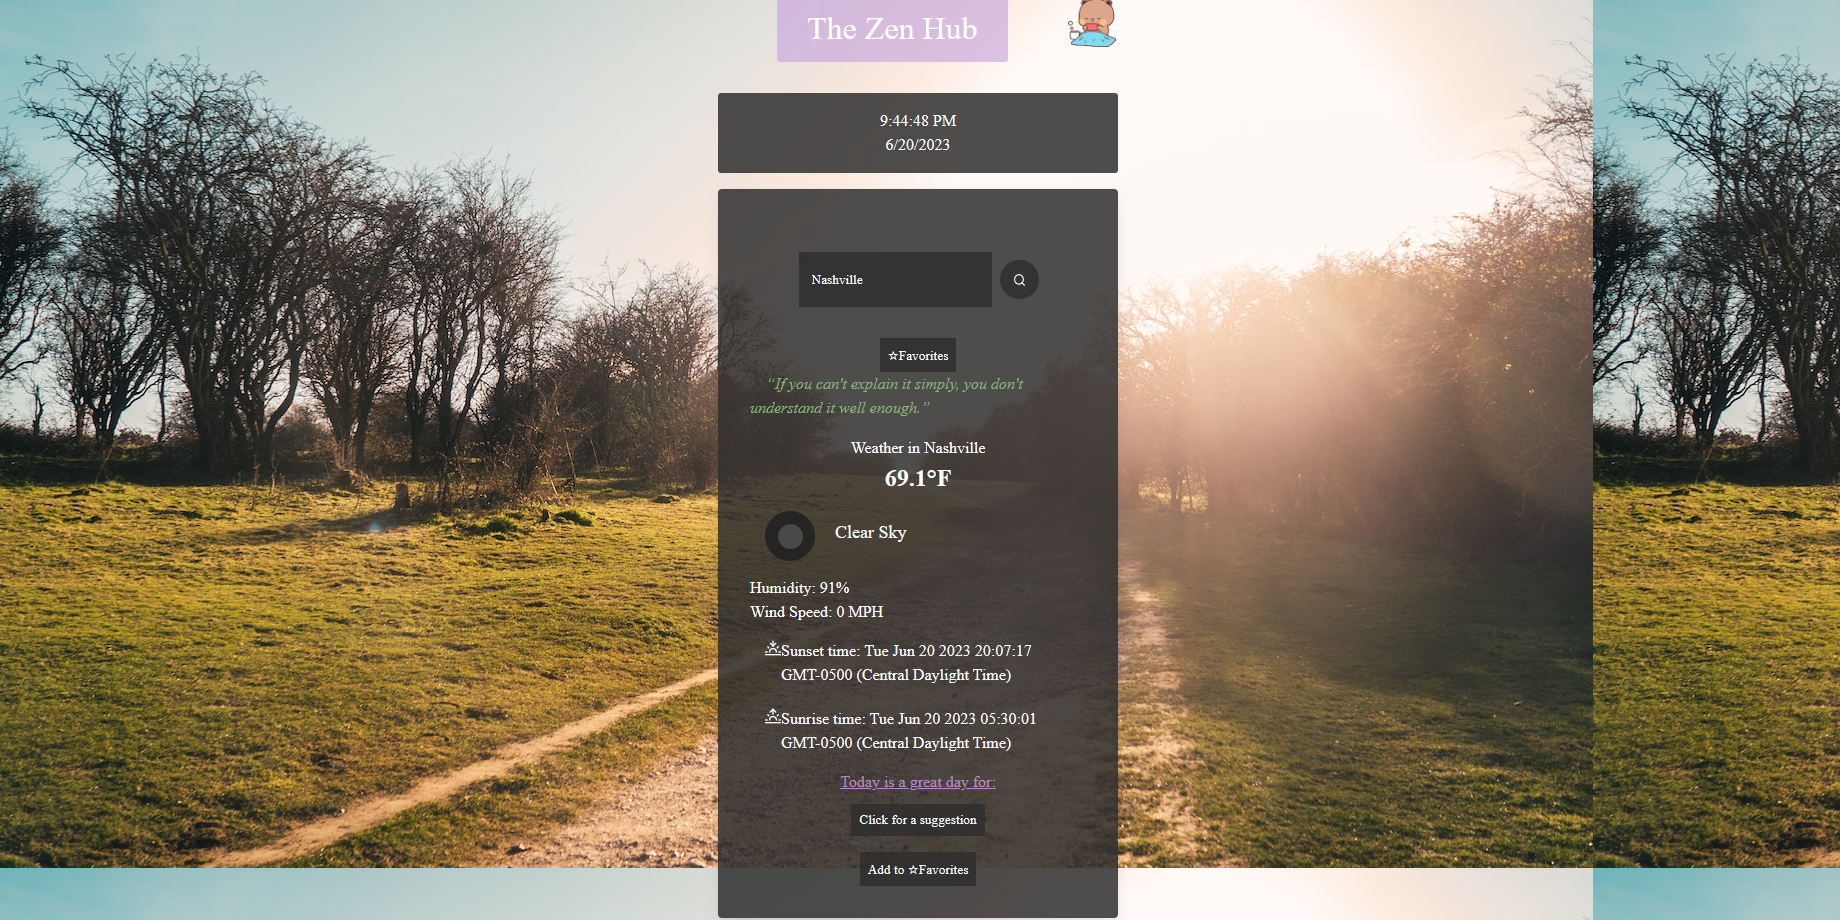 The Zen Hub
9:44:48 PM
6/20/2023
Nashville
☆Favorites
“If you can't explain it simply, you don't
understand it well enough.”
Weather in Nashville
69.1°F
Clear Sky
Humidity: 91%
Wind Speed: 0 MPH
Sunset time: Tue Jun 20 2023 20:07:17
GMT-0500 (Central Daylight Time)
Sunrise time: Tue Jun 20 2023 05:30:01
GMT-0500 (Central Daylight Time)
Today is a great day for:
Click for a suggestion
Add to ☆Favorites